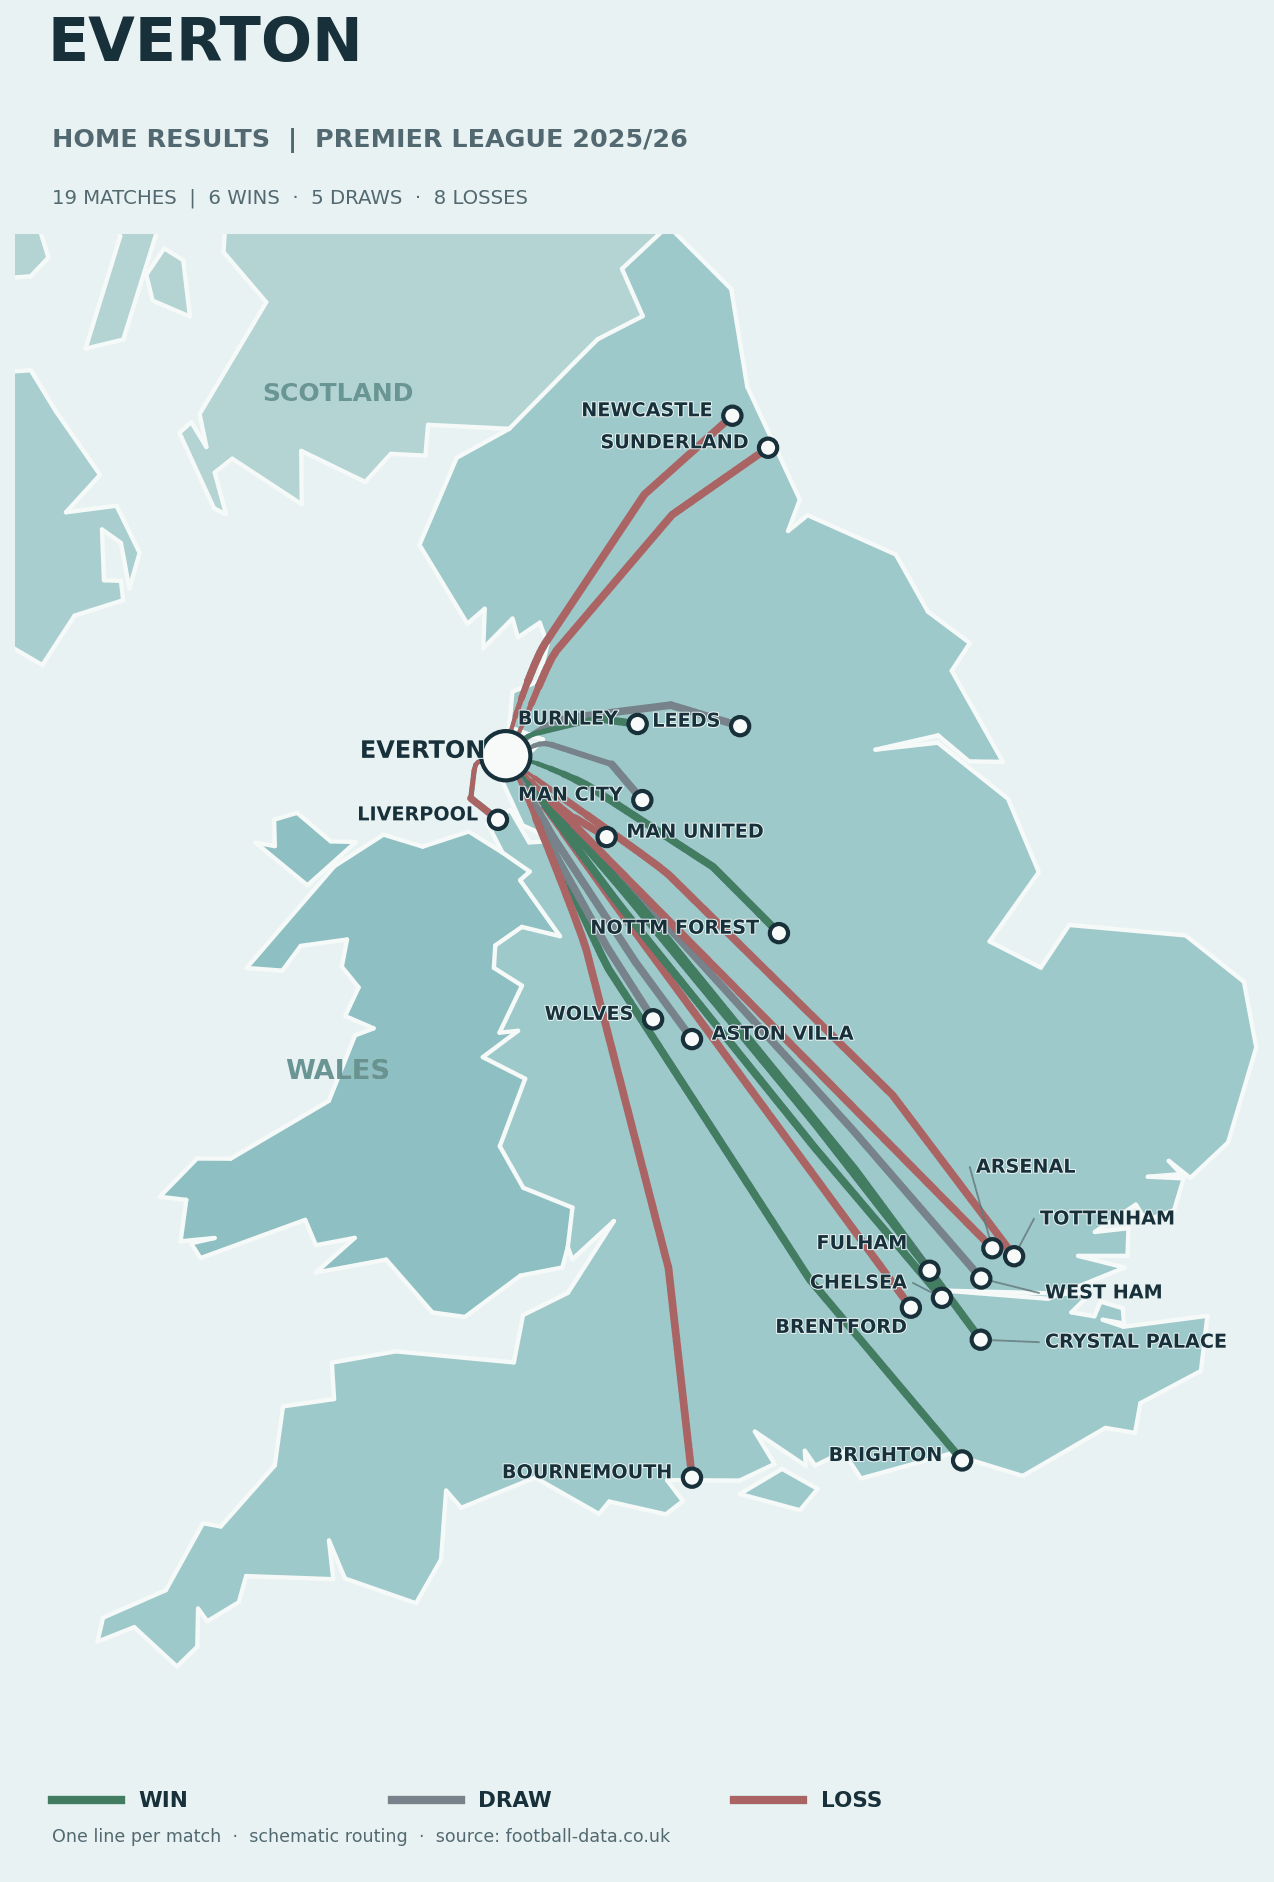 EVERTON
HOME RESULTS | PREMIER LEAGUE 2025/26
19 MATCHES | 6 WINS · 5 DRAWS · 8 LOSSES
SCOTLAND
NEWCASTLE
SUNDERLAND
BURNLEY
LEEDS
EVERTON
MAN CITY
LIVERPOOL
MAN UNITED
NOTTM FOREST
WOLVES
ASTON VILLA
WALES
ARSENAL
TOTTENHAM
FULHAM
CHELSEA
WEST HAM
BRENTFORD
CRYSTAL PALACE
BRIGHTON
BOURNEMOUTH
WIN
DRAW
LOSS
One line per match · schematic routing · source: football-data.co.uk